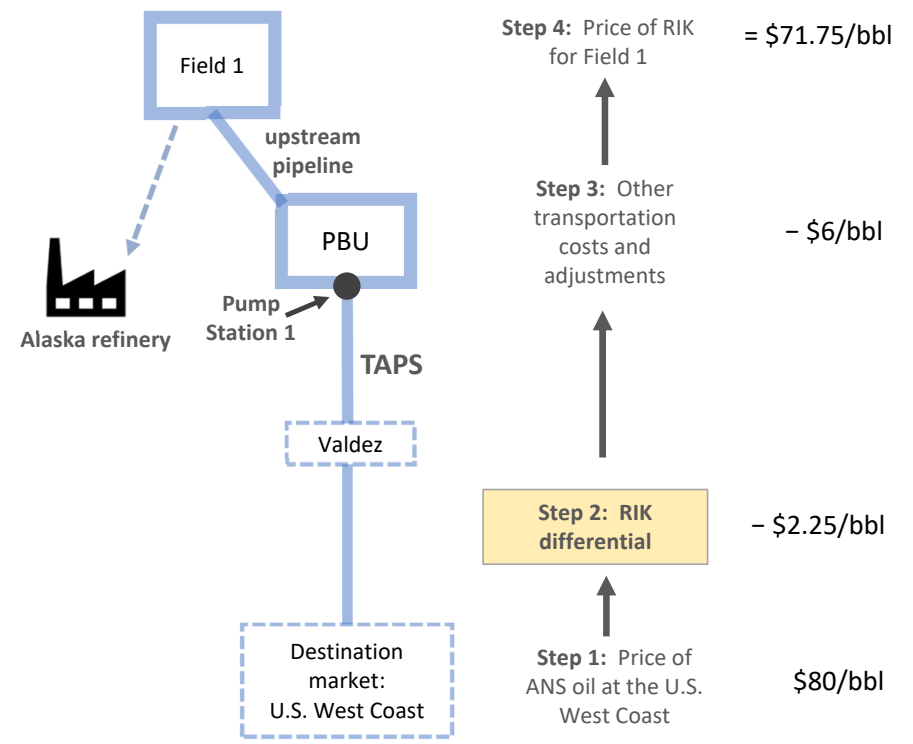 Field 1
upstream
pipeline
PBU
Pump
Station 1
Alaska refinery
TAPS
Valdez
Destination
market:
U.S. West Coast
Step 4: Price of RIK
for Field 1
= $71.75/bbl
Step 3: Other
transportation
costs and
adjustments
− $6/bbl
Step 2: RIK
differential
− $2.25/bbl
Step 1: Price of
ANS oil at the U.S.
West Coast
$80/bbl